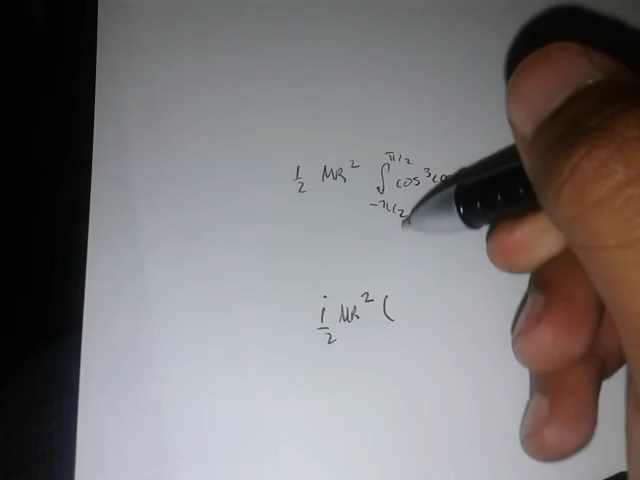 1/2 MR² ∫_{-π/2}^{π/2} cos³
1/2 MR² (